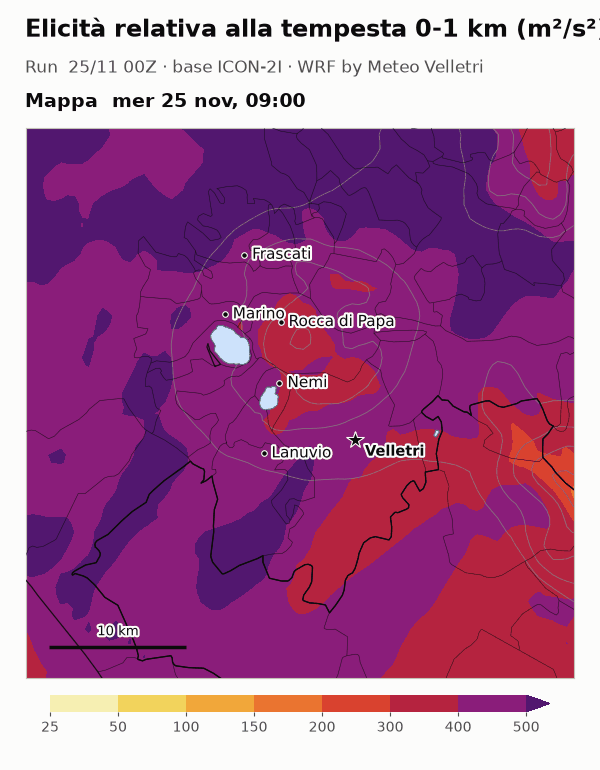 Elicità relativa alla tempesta 0-1 km (m²/s²)
Run 25/11 00Z · base ICON-2I · WRF by Meteo Velletri
Mappa mer 25 nov, 09:00
Frascati
Marino
Rocca di Papa
Nemi
Lanuvio
Velletri
10 km
25 50 100 150 200 300 400 500